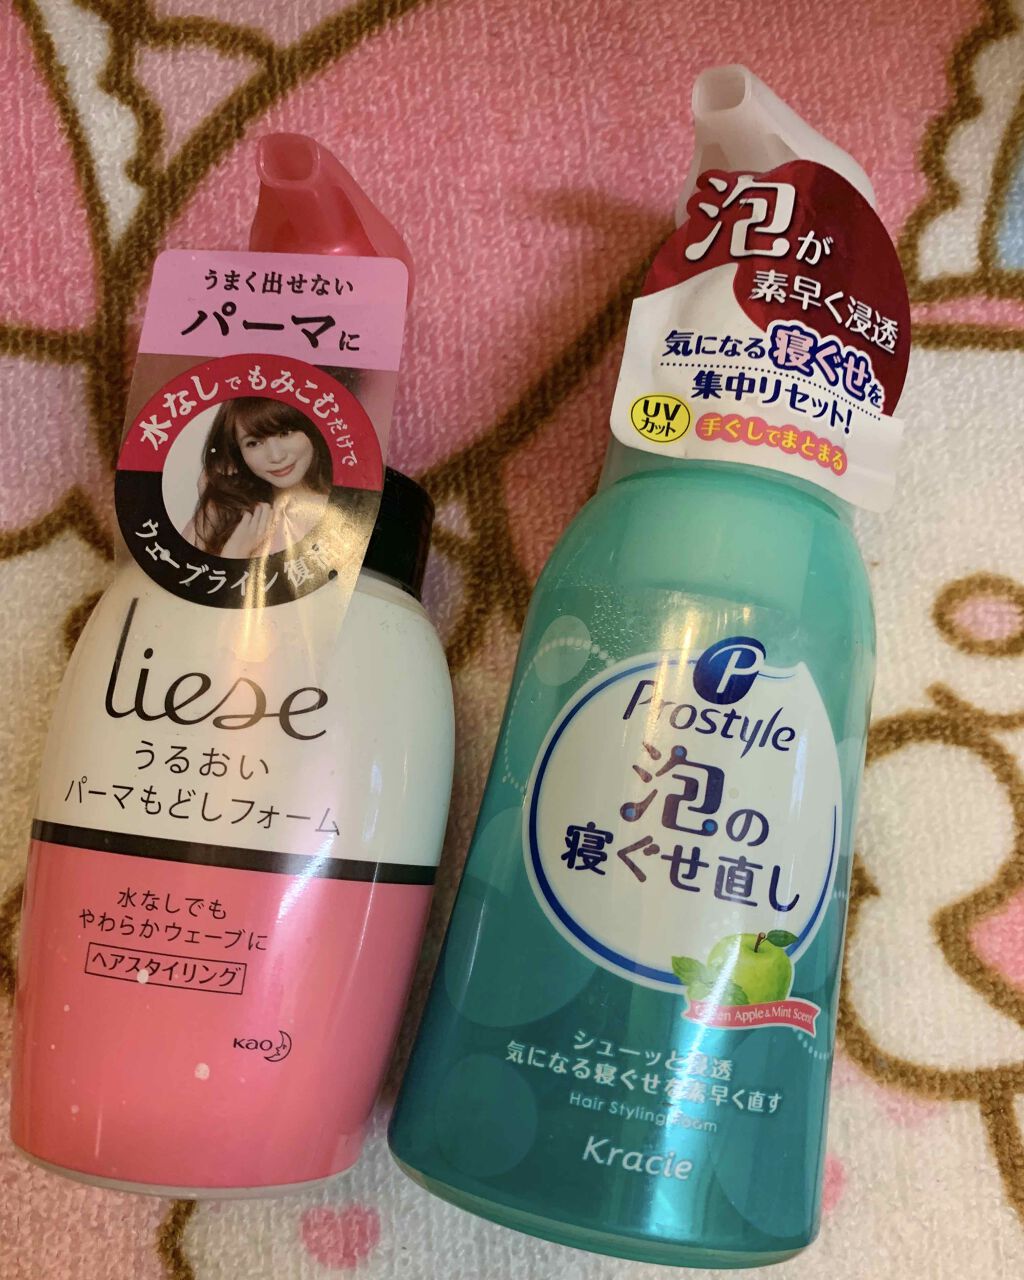 うまく出せない
パーマに
水なしでもみこむだけで
ウェーブライン復
liese
うるおい
パーマもどしフォーム
水なしでも
やわらかウェーブに
ヘアスタイリング
Kao
泡が
素早く浸透
気になる寝ぐせを
集中リセット!
UV
カット
手ぐしでまとまる
P
Prostyle
泡の
寝ぐせ直し
Green Apple & Mint Scent
シューッと浸透
気になる寝ぐせを素早く直す
Hair Styling Foam
Kracie